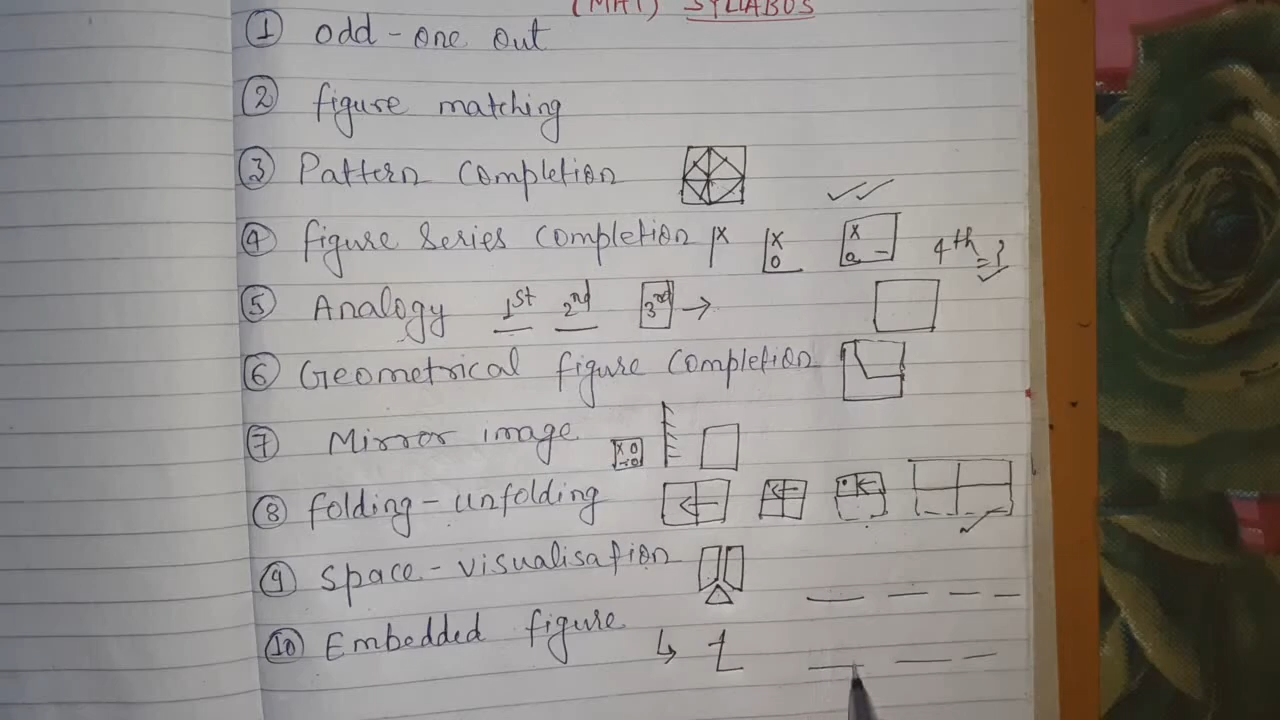 (MAT) SYLLABUS
① odd-one out
② figure matching
③ Pattern completion
④ figure series completion X X O X O - 4th = ?
⑤ Analogy 1st 2nd 3rd →
⑥ Geometrical figure completion
⑦ Mirror image X O - O
⑧ folding-unfolding
⑨ space-visualisation
⑩ Embedded figure